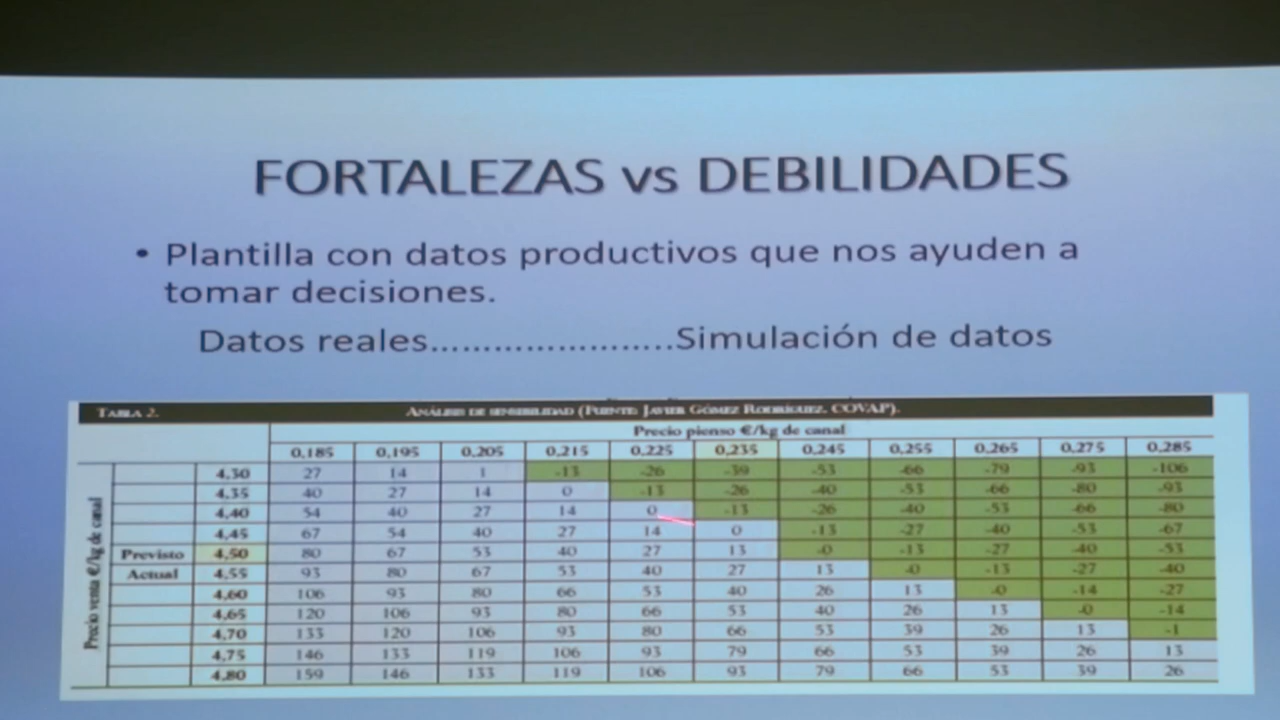 FORTALEZAS vs DEBILIDADES
• Plantilla con datos productivos que nos ayuden a
tomar decisiones.
Datos reales.......................Simulación de datos
TABLA 2. ANÁLISIS DE SENSIBILIDAD (FUENTE: JAVIER GÓMEZ RODRÍGUEZ. COVAP).
Precio pienso €/kg de canal
0,185 0,195 0,205 0,215 0,225 0,235 0,245 0,255 0,265 0,275 0,285
Precio venta €/kg de canal
4,30 27 14 1 -13 -26 -39 -53 -66 -79 -93 -106
4,35 40 27 14 0 -13 -26 -40 -53 -66 -80 -93
4,40 54 40 27 14 0 -13 -26 -40 -53 -66 -80
4,45 67 54 40 27 14 0 -13 -27 -40 -53 -67
Previsto 4,50 80 67 53 40 27 13 -0 -13 -27 -40 -53
Actual 4,55 93 80 67 53 40 27 13 -0 -13 -27 -40
4,60 106 93 80 66 53 40 26 13 -0 -14 -27
4,65 120 106 93 80 66 53 40 26 13 -0 -14
4,70 133 120 106 93 80 66 53 39 26 13 -1
4,75 146 133 119 106 93 79 66 53 39 26 13
4,80 159 146 133 119 106 93 79 66 53 39 26